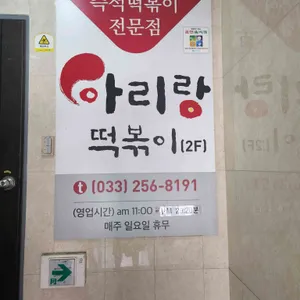 즉석떡볶이
전문점
아리랑
떡볶이(2F)
t (033) 256-8191
(영업시간) am 11:00 -
매주 일요일 휴무